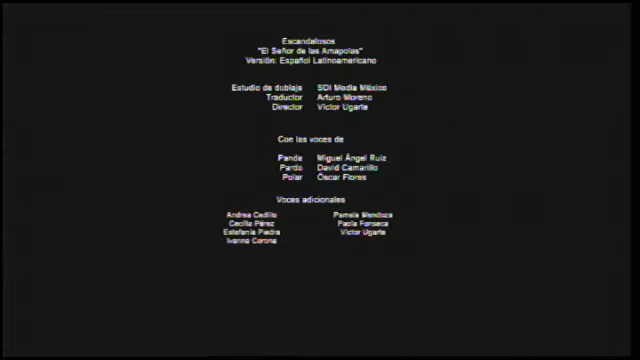 Escandalosos
"El Señor de las Amapolas"
Versión: Español Latinoamericano
Estudio de doblaje SDI Media México
Traductor Arturo Moreno
Director Víctor Ugarte
Con las voces de
Panda Miguel Ángel Ruiz
Pardo David Camarillo
Polar Óscar Flores
Voces adicionales
Andrea Cedillo Pamela Mendoza
Cecilia Pérez Paola Fonseca
Estefanía Piedra Víctor Ugarte
Ivanna Corona